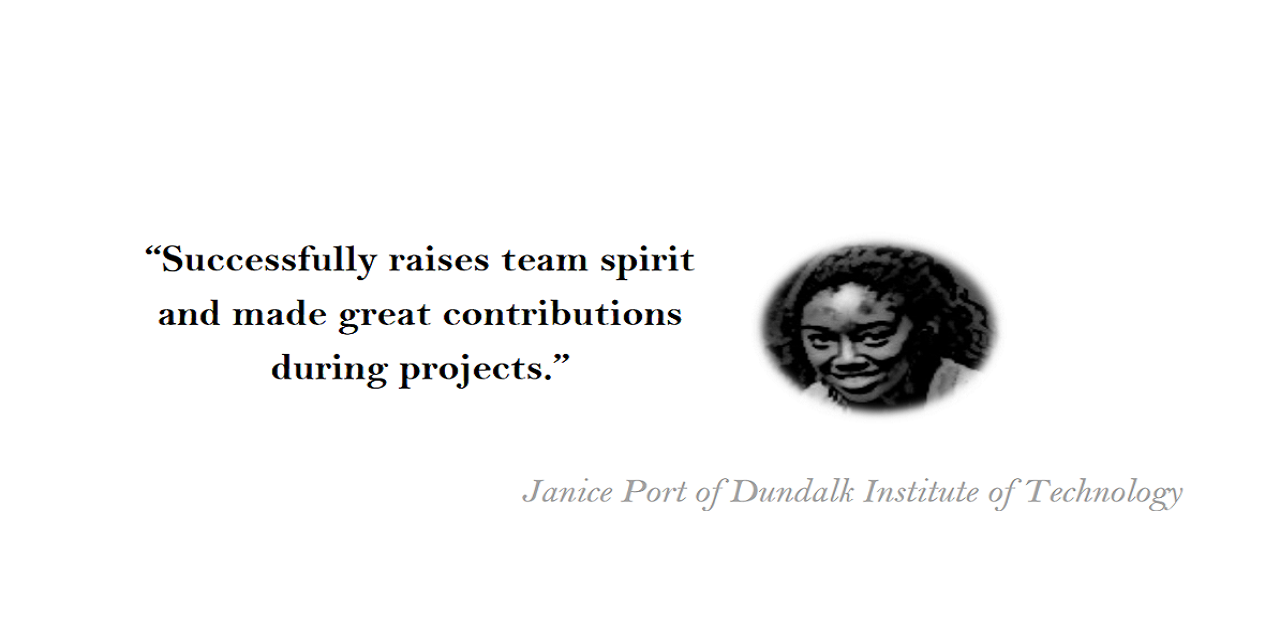 “Successfully raises team spirit
and made great contributions
during projects.”
Janice Port of Dundalk Institute of Technology